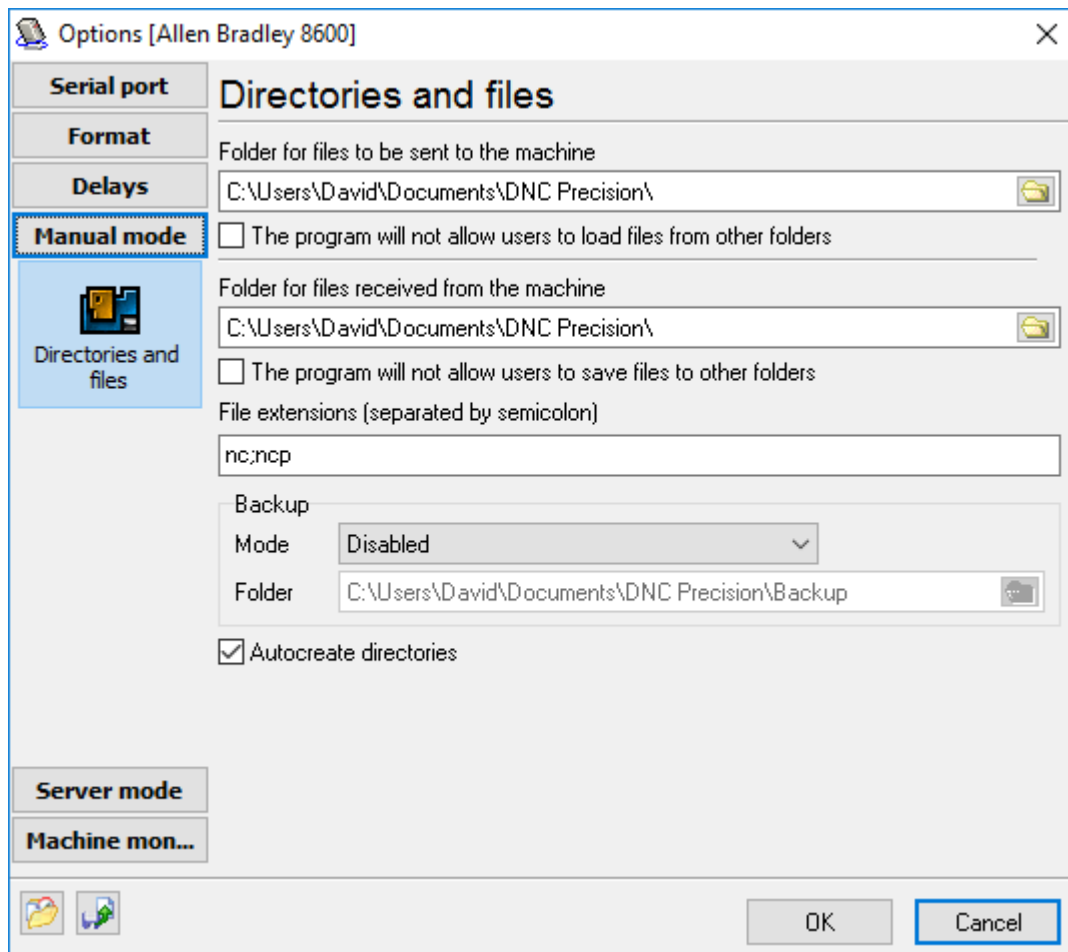 Options [Allen Bradley 8600]
Serial port
Format
Delays
Manual mode
Directories and
files
Server mode
Machine mon...
Directories and files
Folder for files to be sent to the machine
C:\Users\David\Documents\DNC Precision\
The program will not allow users to load files from other folders
Folder for files received from the machine
C:\Users\David\Documents\DNC Precision\
The program will not allow users to save files to other folders
File extensions (separated by semicolon)
nc;ncp
Backup
Mode Disabled
Folder C:\Users\David\Documents\DNC Precision\Backup
Autocreate directories
OK Cancel